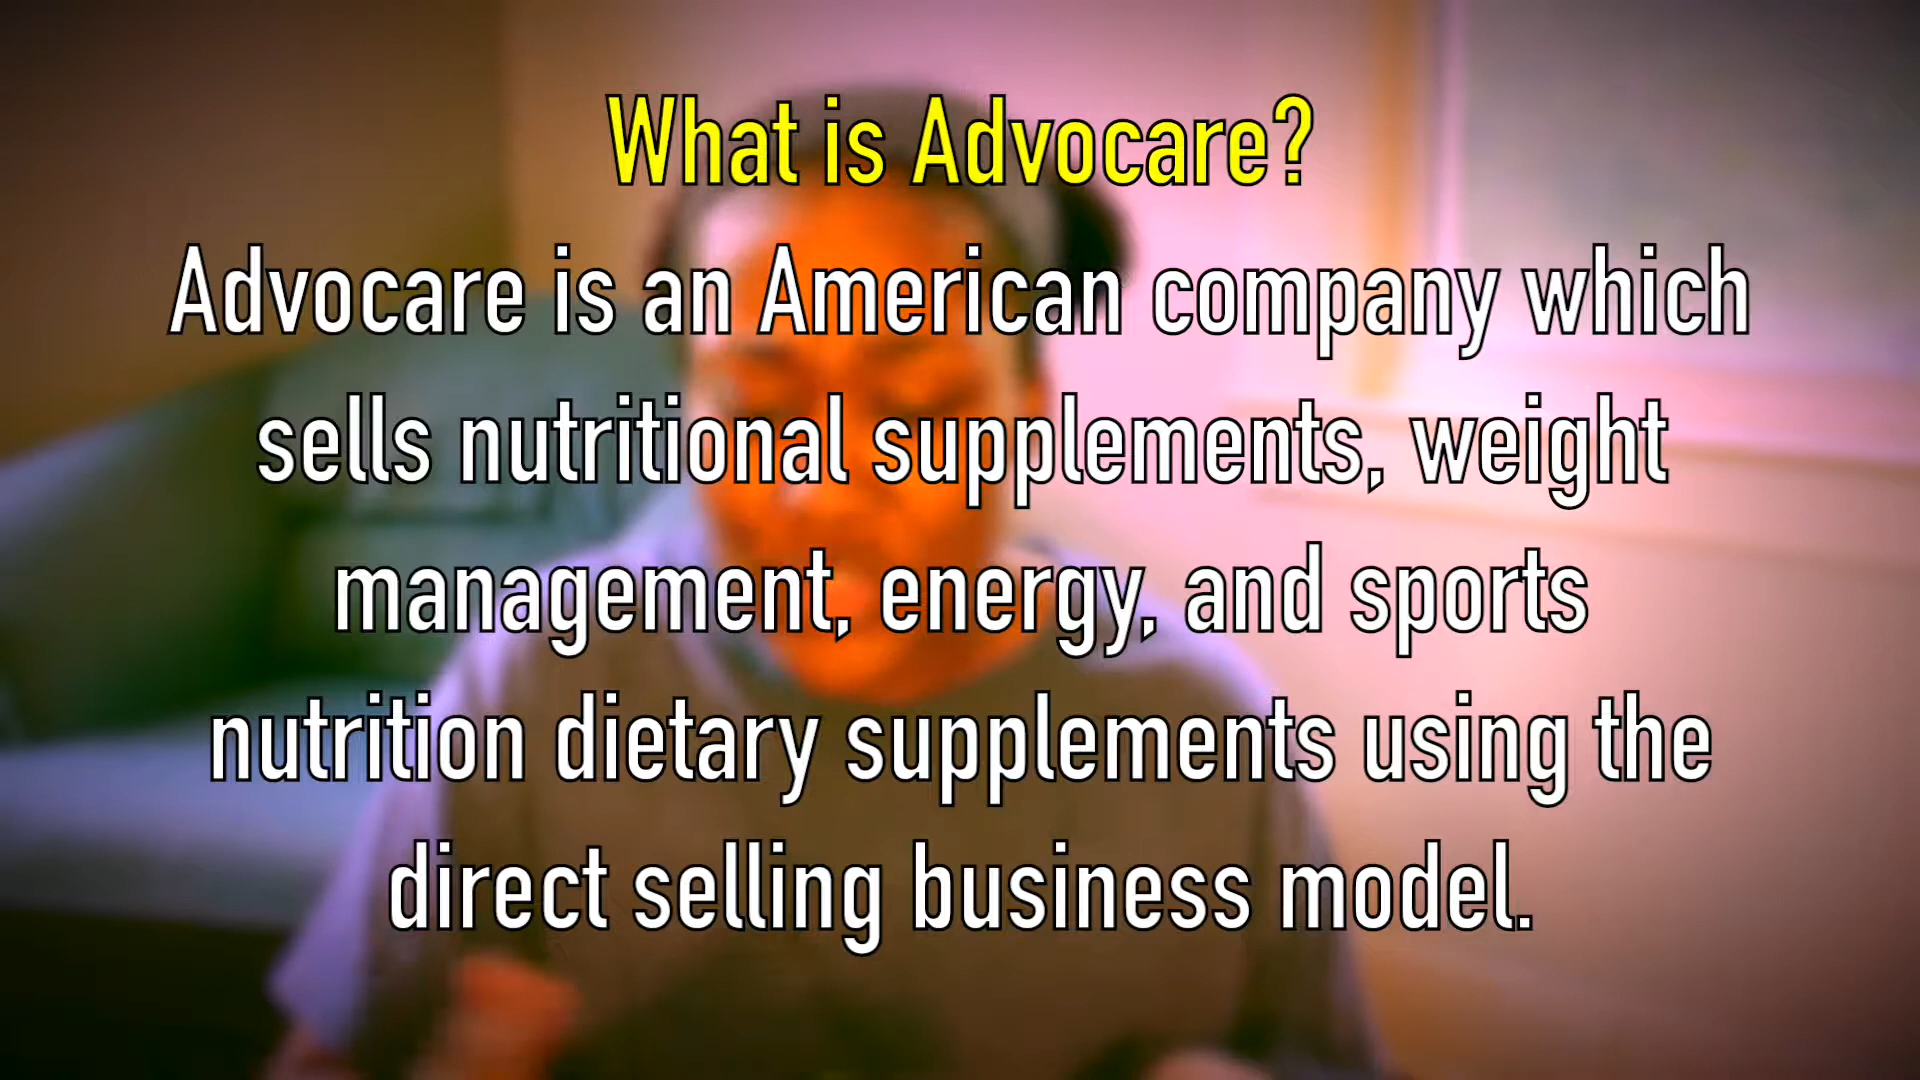 What is Advocare?
Advocare is an American company which
sells nutritional supplements, weight
management, energy, and sports
nutrition dietary supplements using the
direct selling business model.